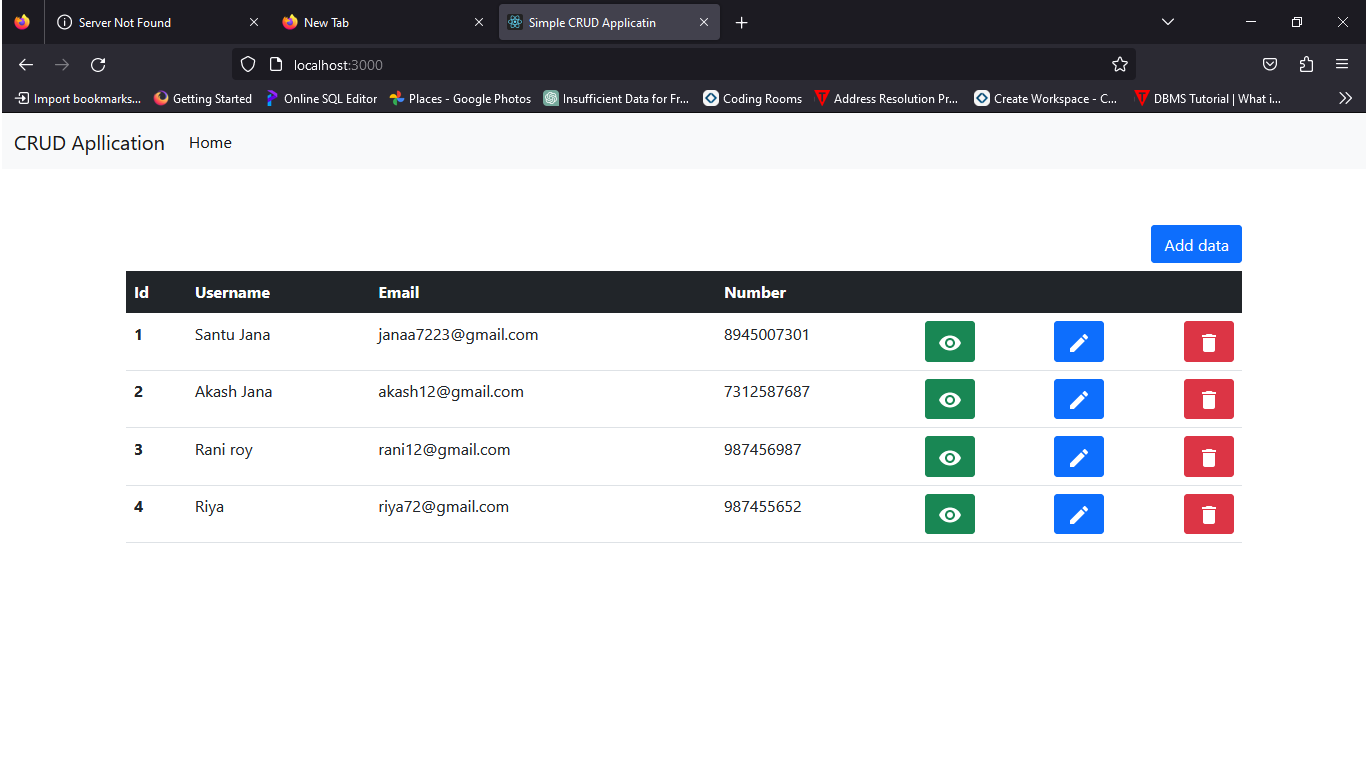 Server Not Found New Tab Simple CRUD Applicatin
localhost:3000
Import bookmarks... Getting Started Online SQL Editor Places - Google Photos Insufficient Data for Fr... Coding Rooms Address Resolution Pr... Create Workspace - C... DBMS Tutorial | What i...
CRUD Apllication Home
Add data
Id Username Email Number
1 Santu Jana janaa7223@gmail.com 8945007301
2 Akash Jana akash12@gmail.com 7312587687
3 Rani roy rani12@gmail.com 987456987
4 Riya riya72@gmail.com 987455652